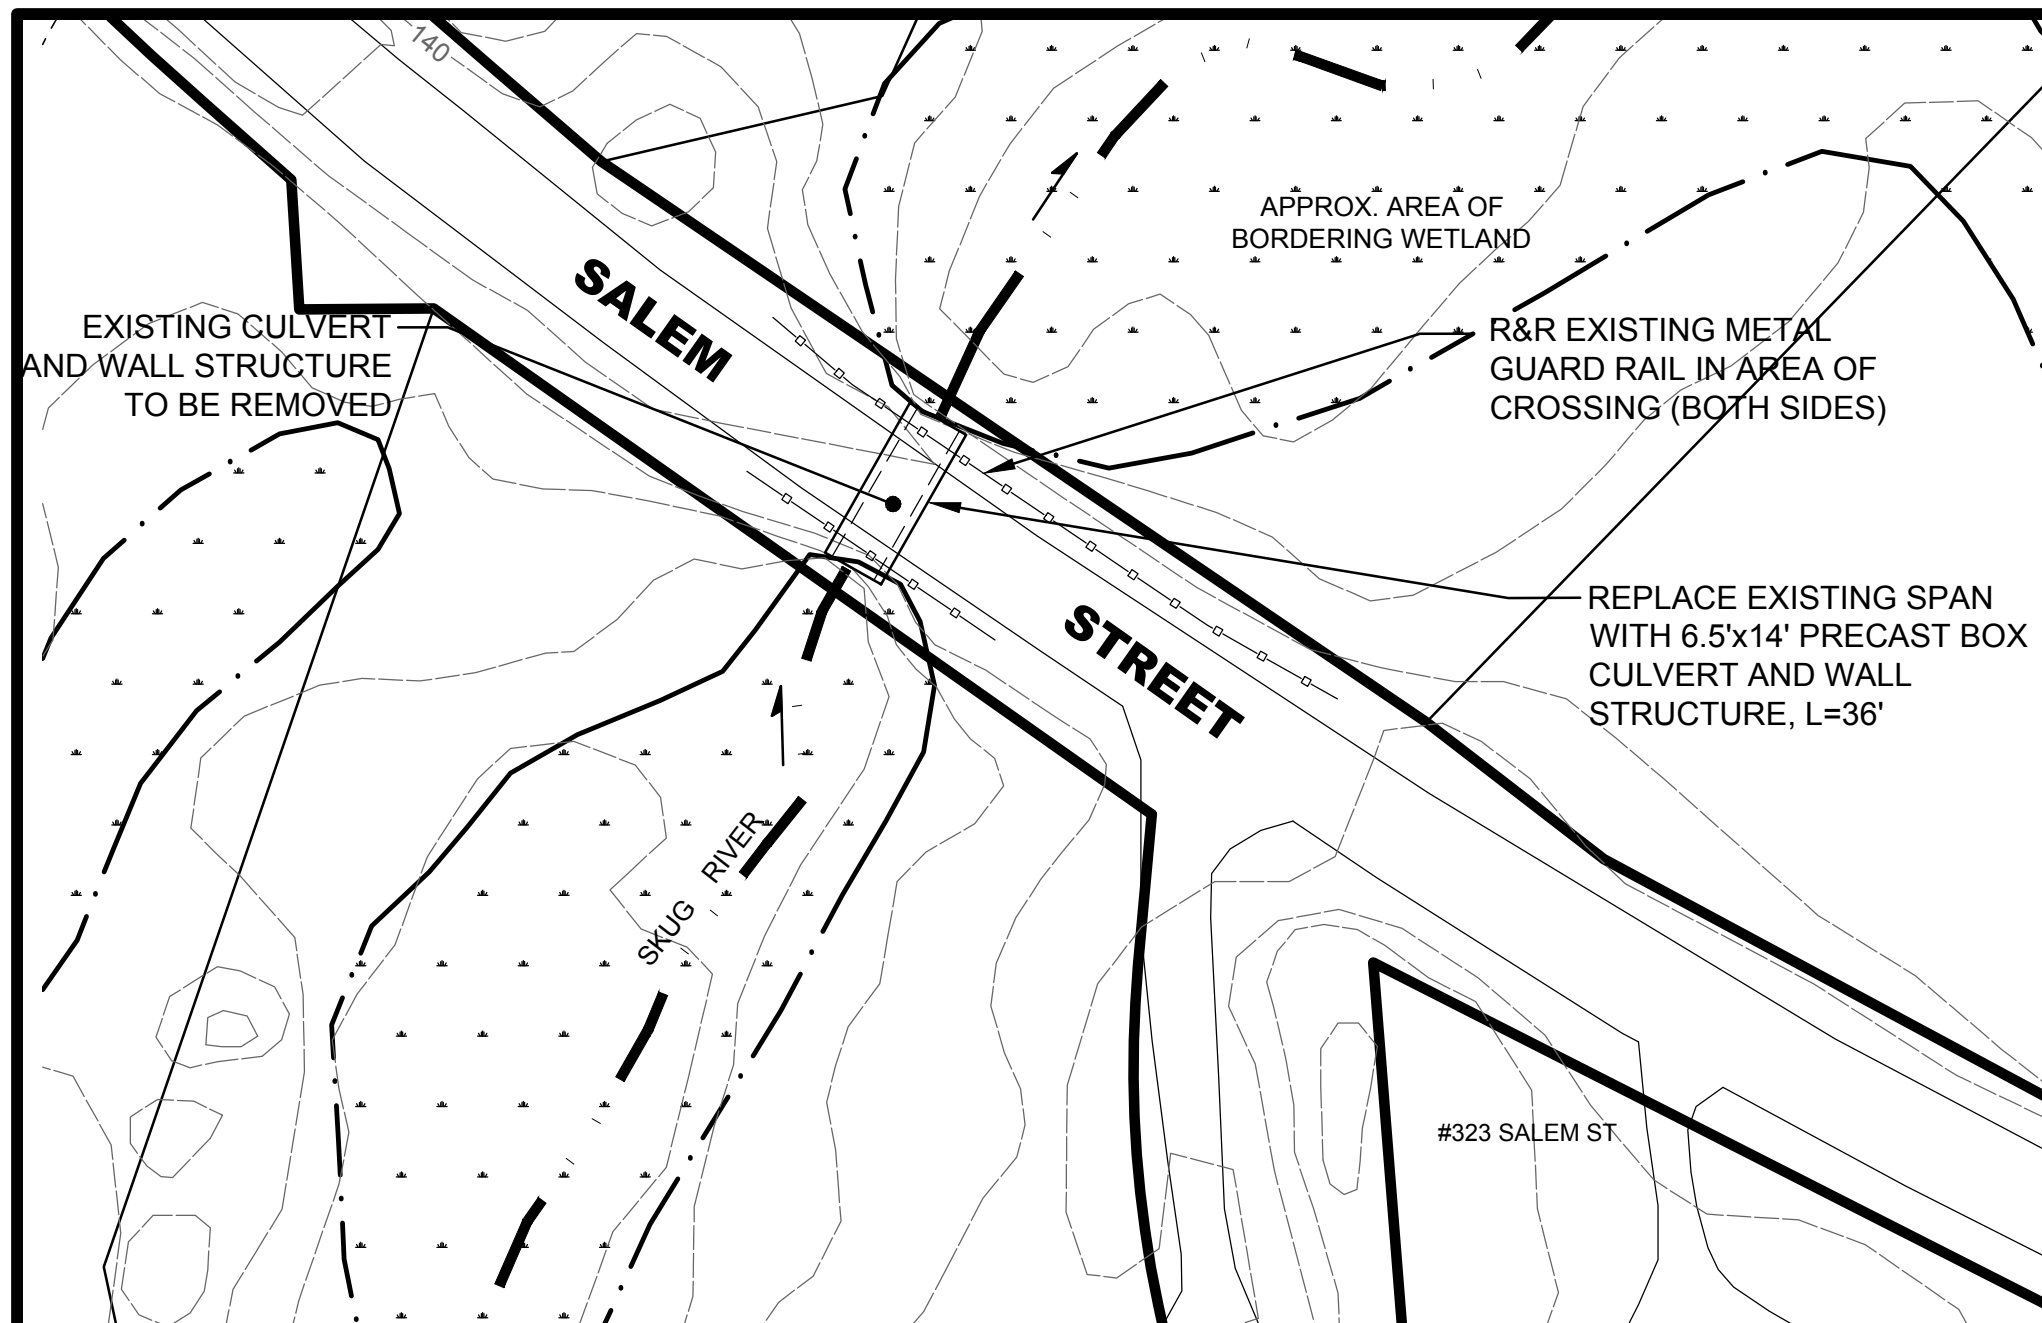 140
APPROX. AREA OF
BORDERING WETLAND
SALEM
EXISTING CULVERT
AND WALL STRUCTURE
TO BE REMOVED
R&R EXISTING METAL
GUARD RAIL IN AREA OF
CROSSING (BOTH SIDES)
STREET
REPLACE EXISTING SPAN
WITH 6.5'x14' PRECAST BOX
CULVERT AND WALL
STRUCTURE, L=36'
SKUG RIVER
#323 SALEM ST